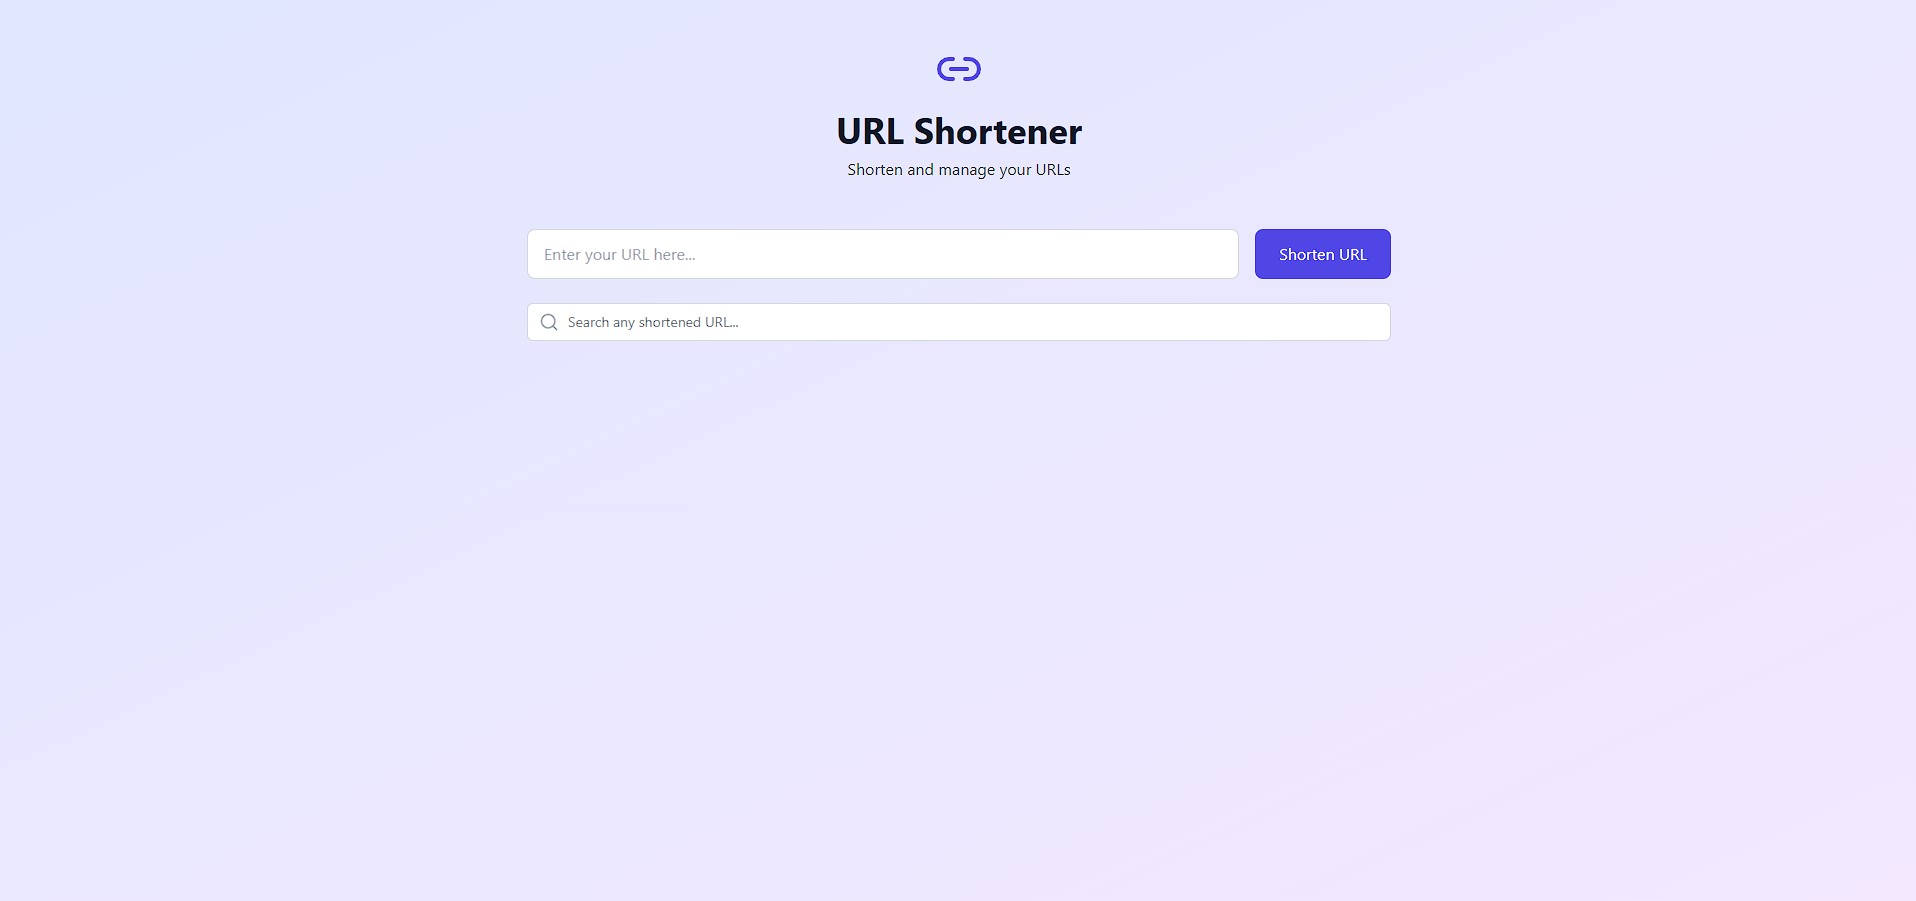 URL Shortener
Shorten and manage your URLs
Enter your URL here...
Shorten URL
Search any shortened URL...